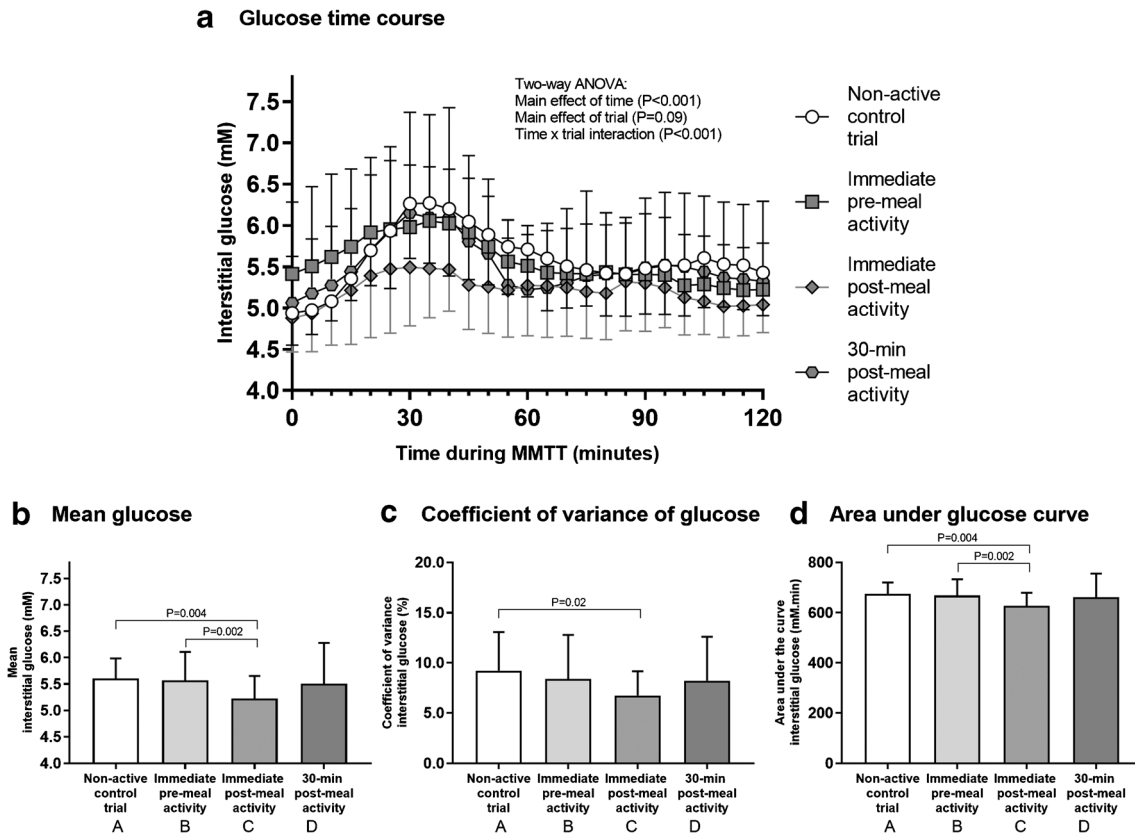 a Glucose time course
Two-way ANOVA:
Main effect of time (P<0.001)
Main effect of trial (P=0.09)
Time x trial interaction (P<0.001)
Interstitial glucose (mM)
7.5
7.0
6.5
6.0
5.5
5.0
4.5
4.0
0 30 60 90 120
Time during MMTT (minutes)
Non-active
control
trial
Immediate
pre-meal
activity
Immediate
post-meal
activity
30-min
post-meal
activity
b Mean glucose
Mean
interstitial glucose (mM)
7.5
7.0
6.5
6.0
5.5
5.0
4.5
4.0
P=0.004
P=0.002
Non-active Immediate Immediate 30-min
control pre-meal post-meal post-meal
trial activity activity activity
A B C D
c Coefficient of variance of glucose
Coefficient of variance
interstitial glucose (%)
20.0
15.0
10.0
5.0
0.0
P=0.02
Non-active Immediate Immediate 30-min
control pre-meal post-meal post-meal
trial activity activity activity
A B C D
d Area under glucose curve
Area under the curve
interstitial glucose (mM.min)
800
600
400
200
0
P=0.004
P=0.002
Non-active Immediate Immediate 30-min
control pre-meal post-meal post-meal
trial activity activity activity
A B C D